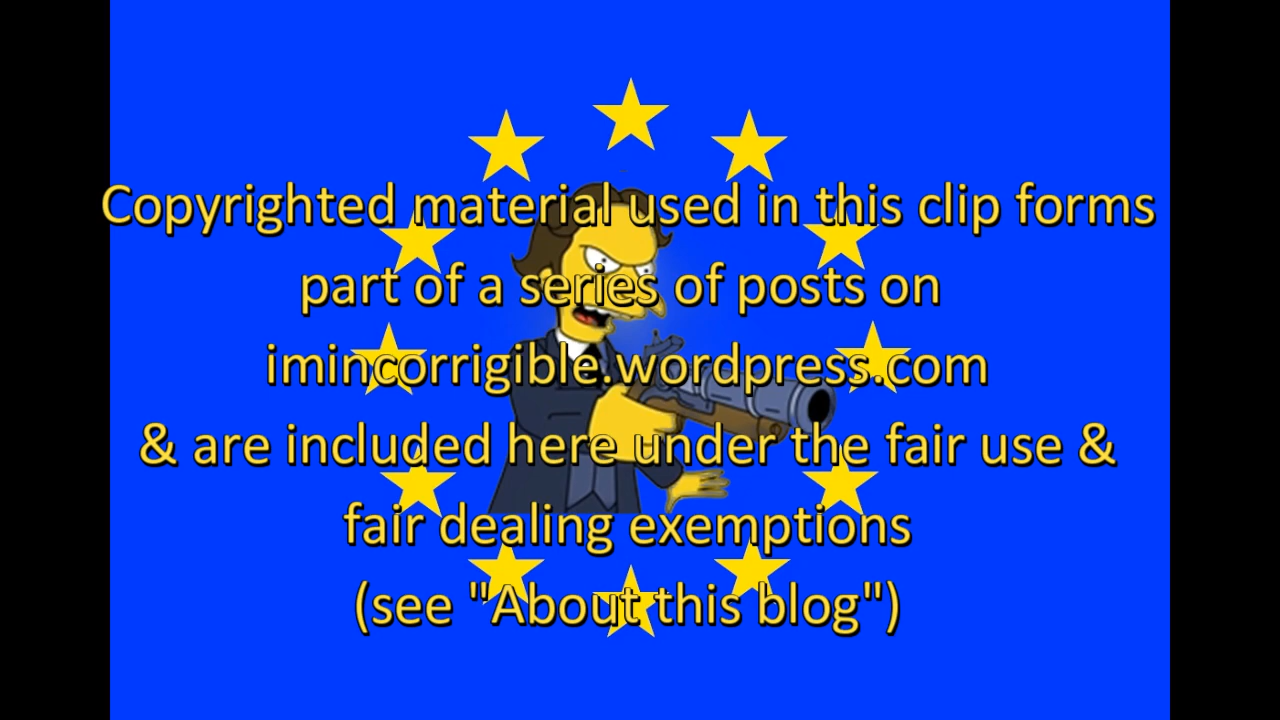 Copyrighted material used in this clip forms
part of a series of posts on
imincorrigible.wordpress.com
& are included here under the fair use &
fair dealing exemptions
(see "About this blog")